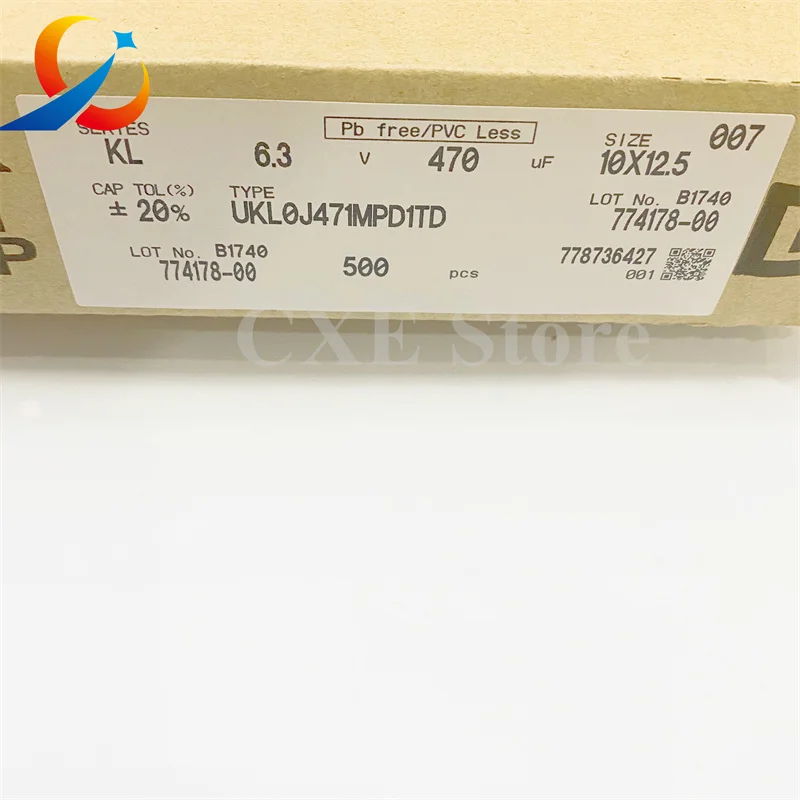 Pb free/PVC Less
SERIES
KL 6.3 V 470 uF
SIZE 007
10X12.5
CAP TOL(%) TYPE
± 20% UKL0J471MPD1TD
LOT No. B1740
774178-00
LOT No. B1740
774178-00
500 pcs
778736427
001
P
CXE Store